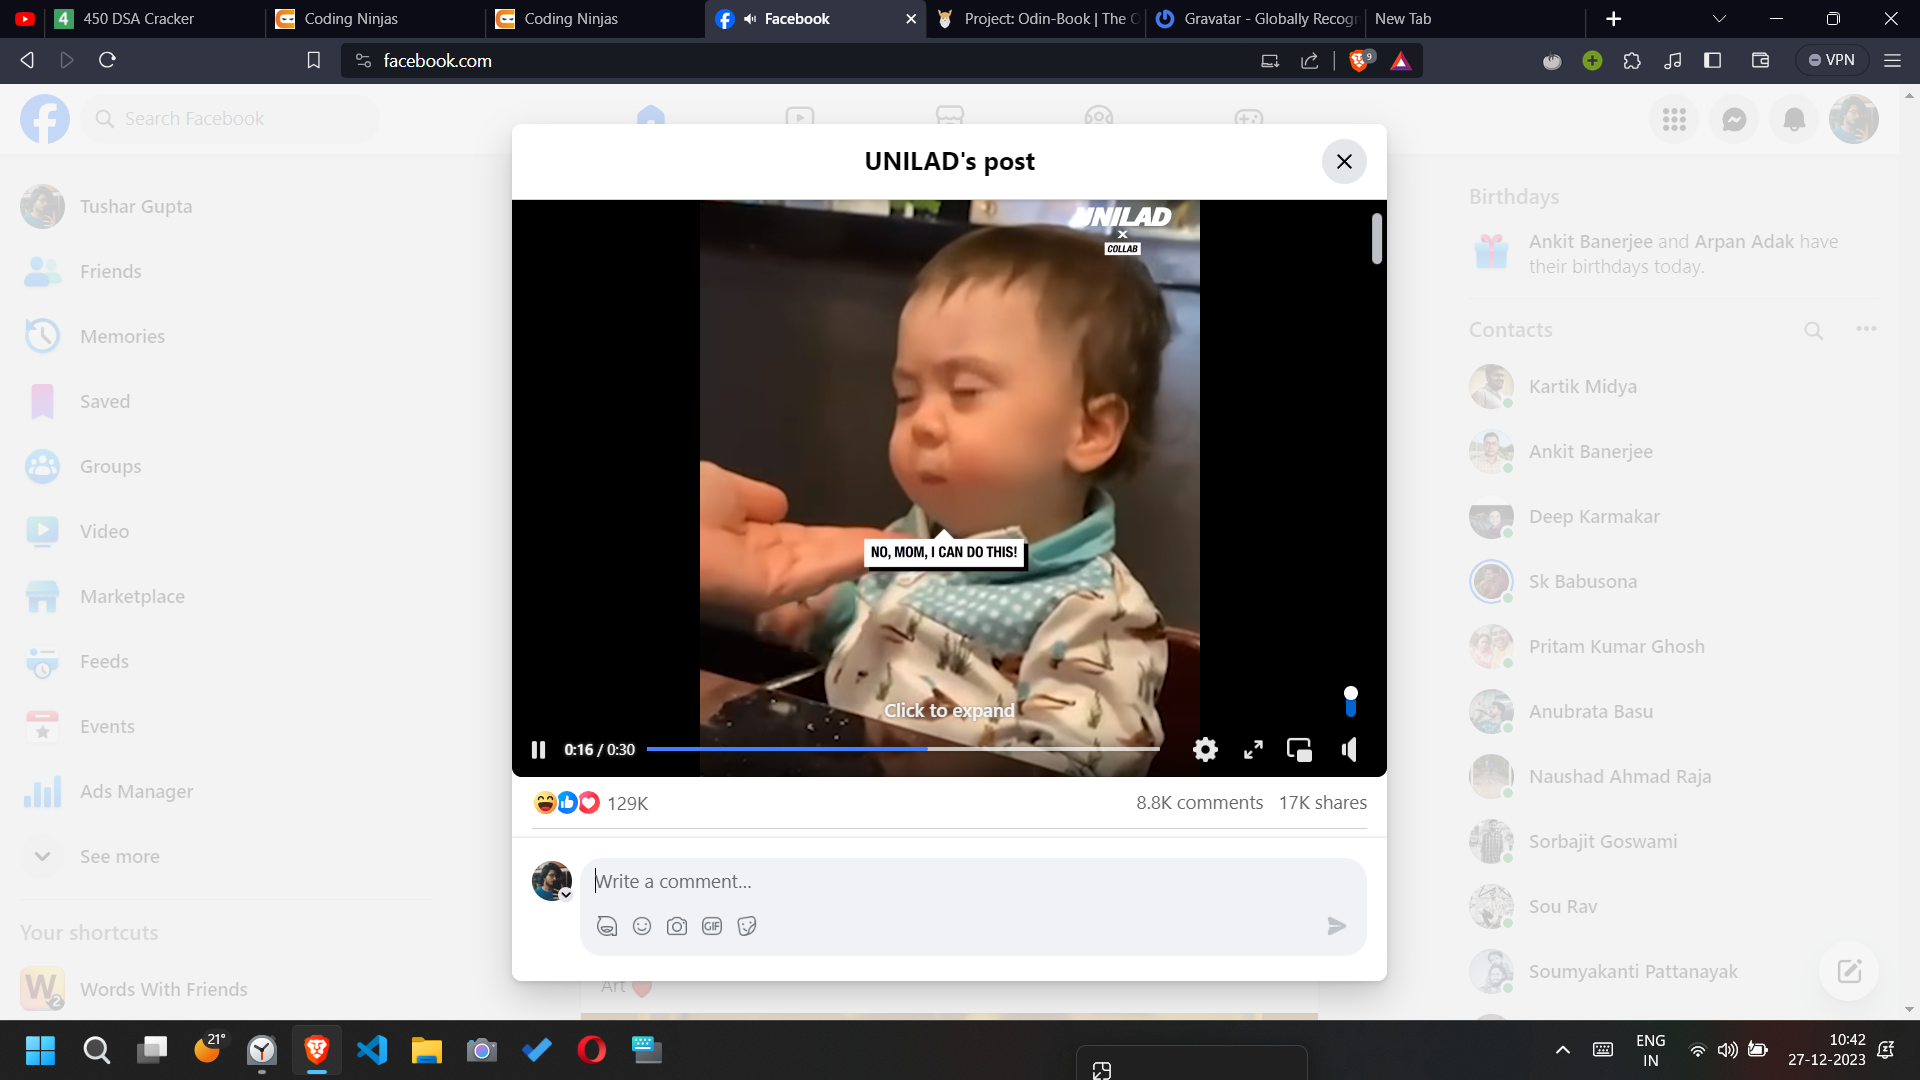 450 DSA Cracker
Coding Ninjas
Coding Ninjas
Facebook
Project: Odin-Book | The O
Gravatar - Globally Recogr
New Tab
facebook.com
9
VPN
Search Facebook
UNILAD's post
Tushar Gupta
Friends
Memories
Saved
Groups
Video
Marketplace
Feeds
Events
Ads Manager
See more
Your shortcuts
W
2
Words With Friends
UNILAD
×
COLLAB
NO, MOM, I CAN DO THIS!
Click to expand
0:16 / 0:30
129K
8.8K comments 17K shares
Write a comment...
GIF
Art
Birthdays
Ankit Banerjee and Arpan Adak have
their birthdays today.
Contacts
Kartik Midya
Ankit Banerjee
Deep Karmakar
Sk Babusona
Pritam Kumar Ghosh
Anubrata Basu
Naushad Ahmad Raja
Sorbajit Goswami
Sou Rav
Soumyakanti Pattanayak
21°
ENG
IN
10:42
27-12-2023